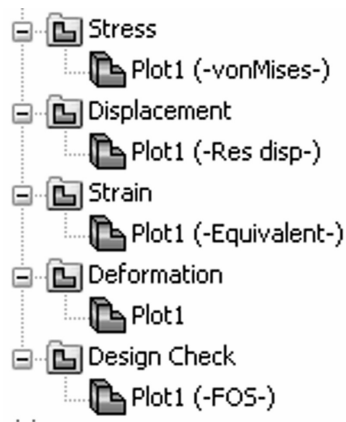 Stress
Plot1 (-vonMises-)
Displacement
Plot1 (-Res disp-)
Strain
Plot1 (-Equivalent-)
Deformation
Plot1
Design Check
Plot1 (-FOS-)